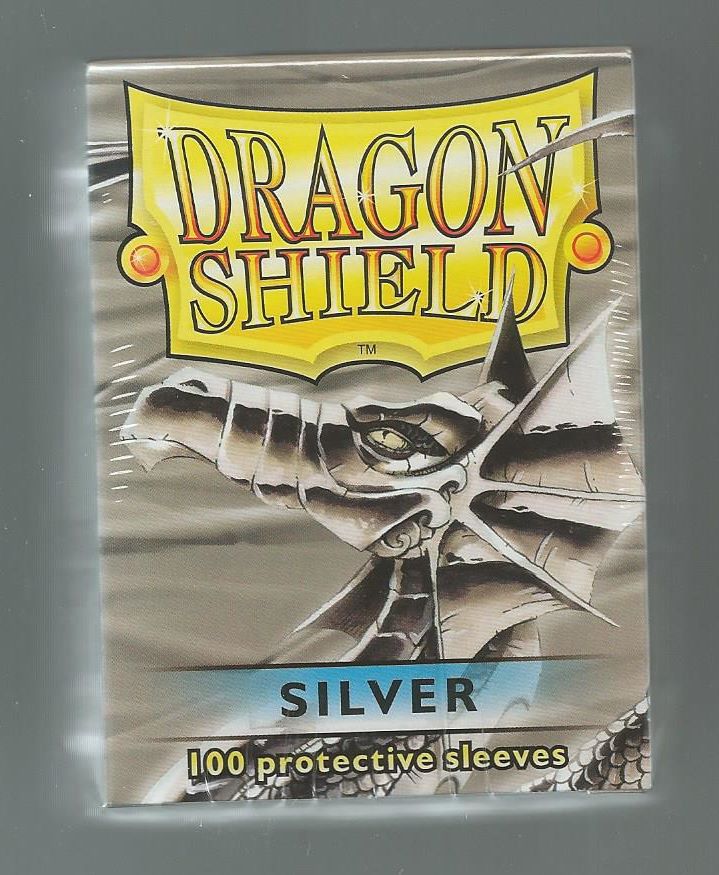 DRAGON
SHIELD
TM
SILVER
100 protective sleeves